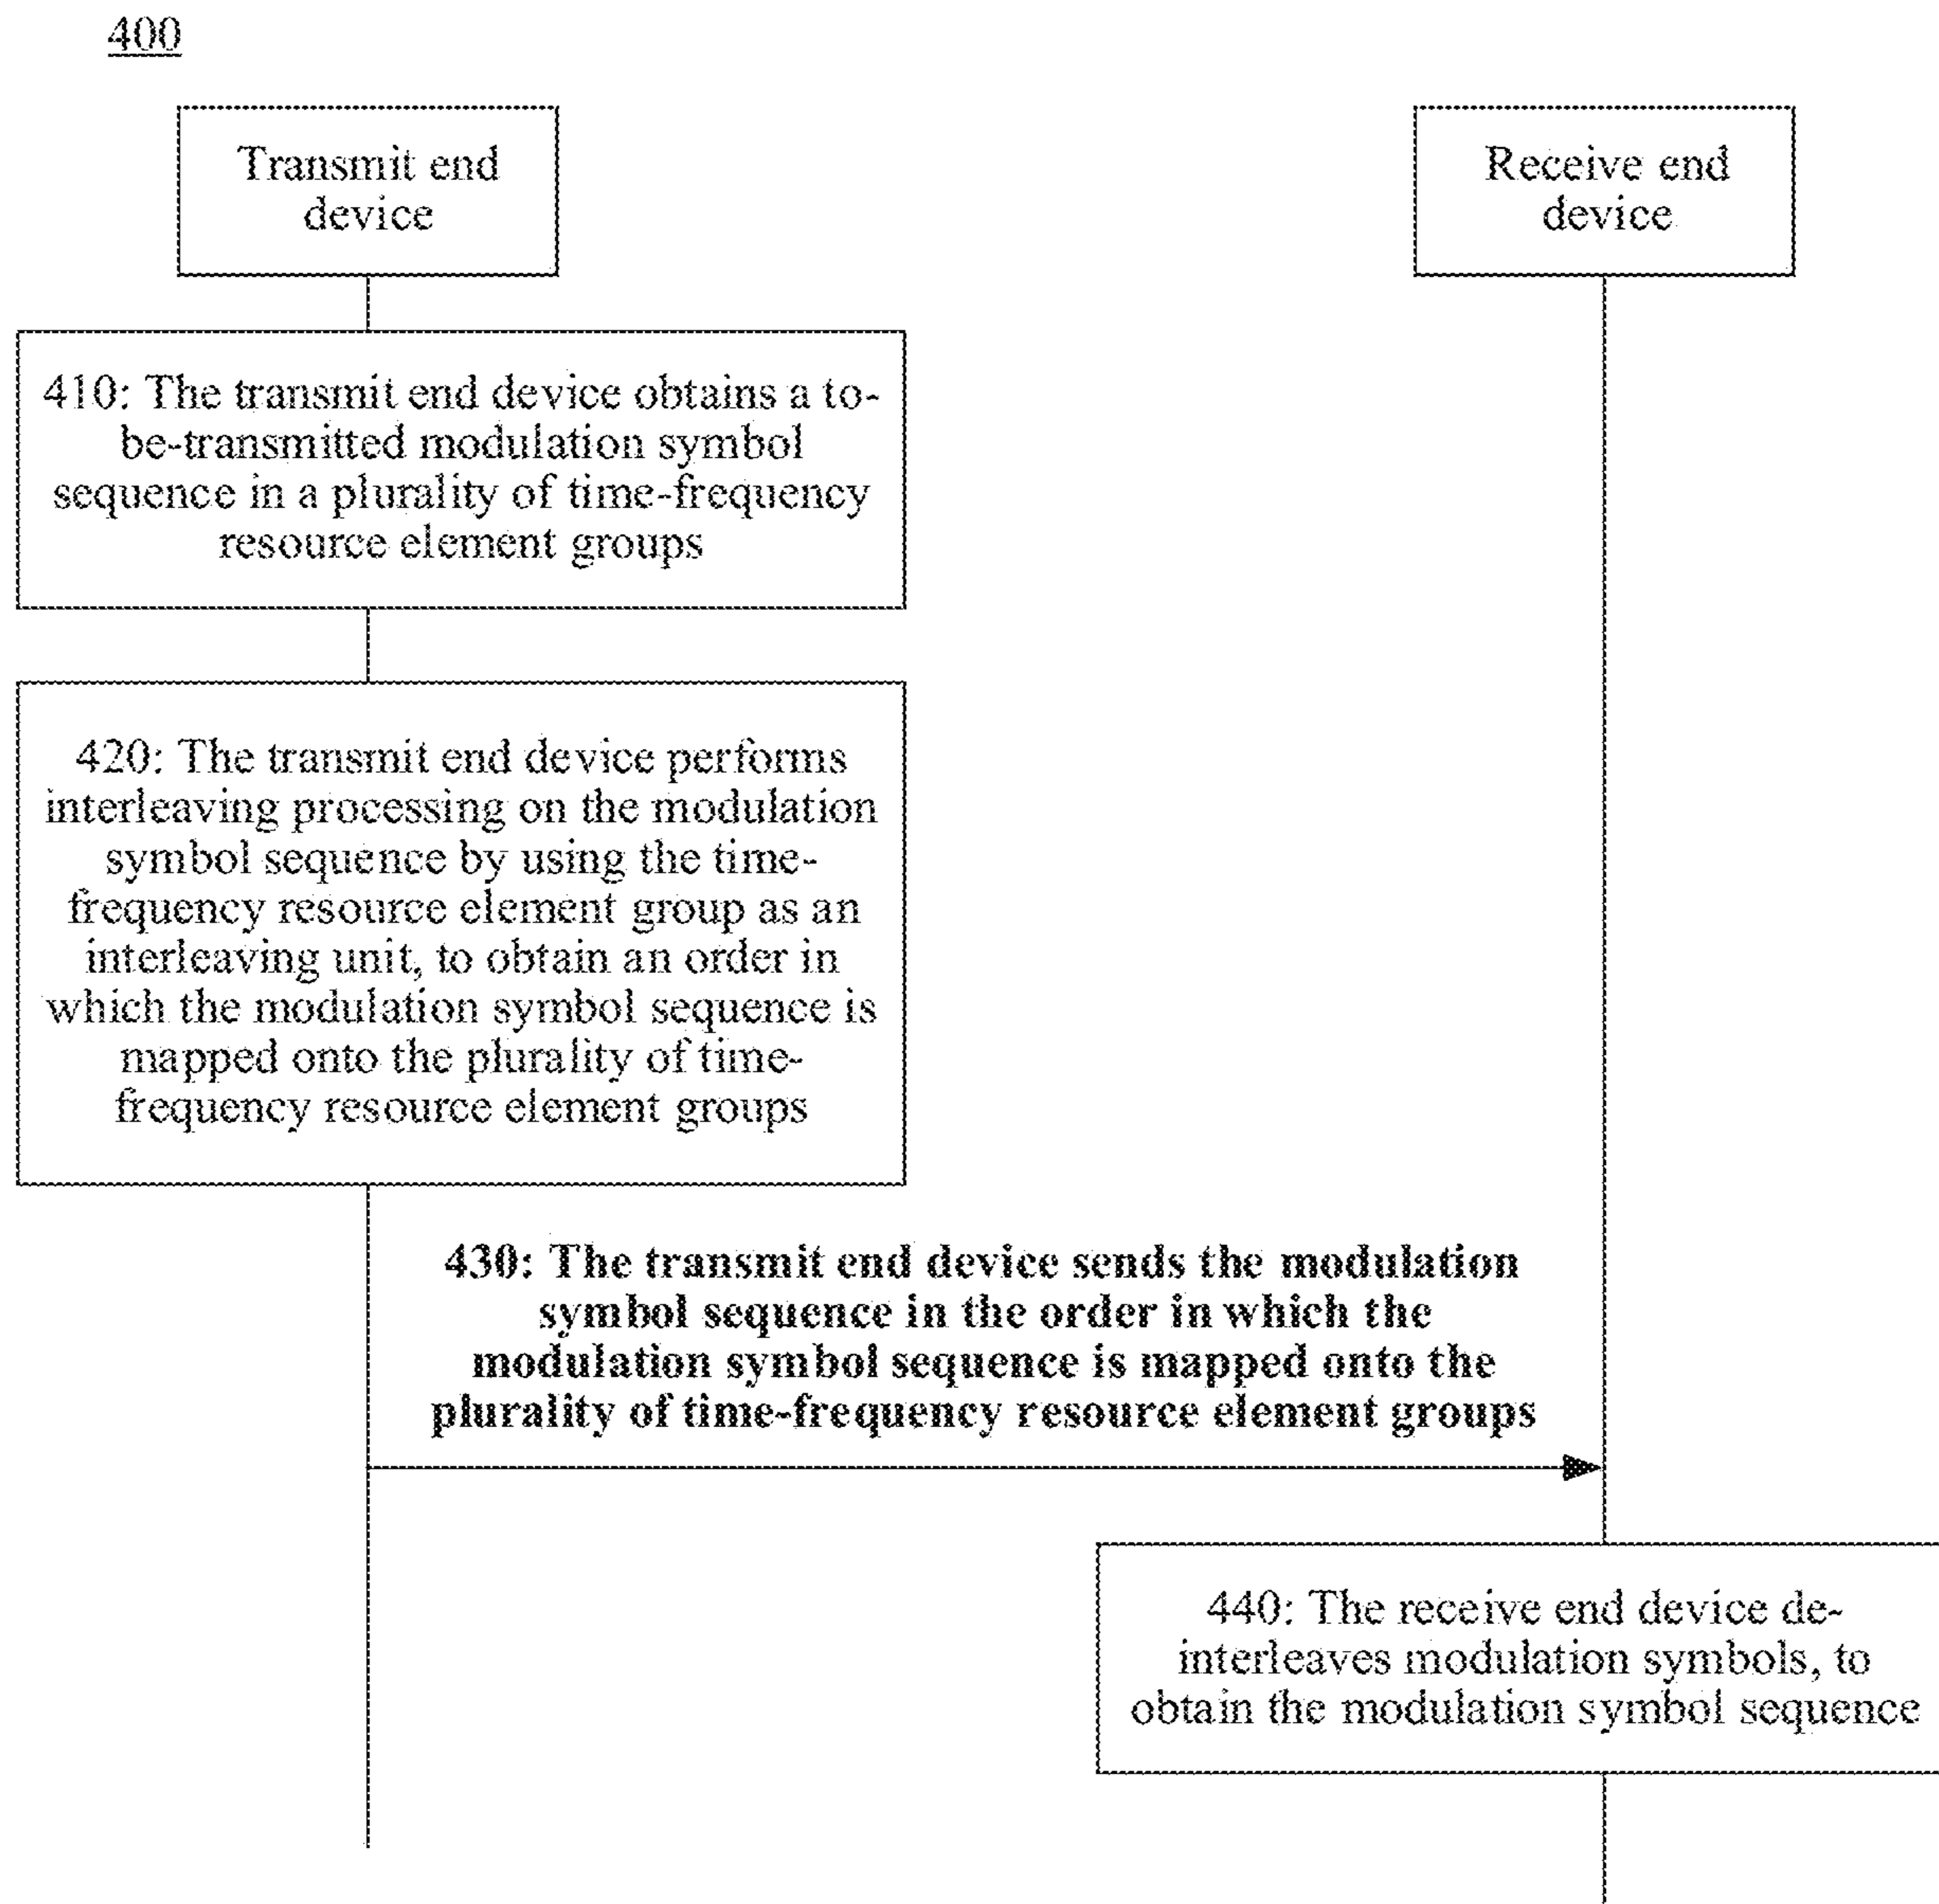 400
Transmit end
device
Receive end
device
410: The transmit end device obtains a to-
be-transmitted modulation symbol
sequence in a plurality of time-frequency
resource element groups
420: The transmit end device performs
interleaving processing on the modulation
symbol sequence by using the time-
frequency resource element group as an
interleaving unit, to obtain an order in
which the modulation symbol sequence is
mapped onto the plurality of time-
frequency resource element groups
430: The transmit end device sends the modulation
symbol sequence in the order in which the
modulation symbol sequence is mapped onto the
plurality of time-frequency resource element groups
440: The receive end device de-
interleaves modulation symbols, to
obtain the modulation symbol sequence